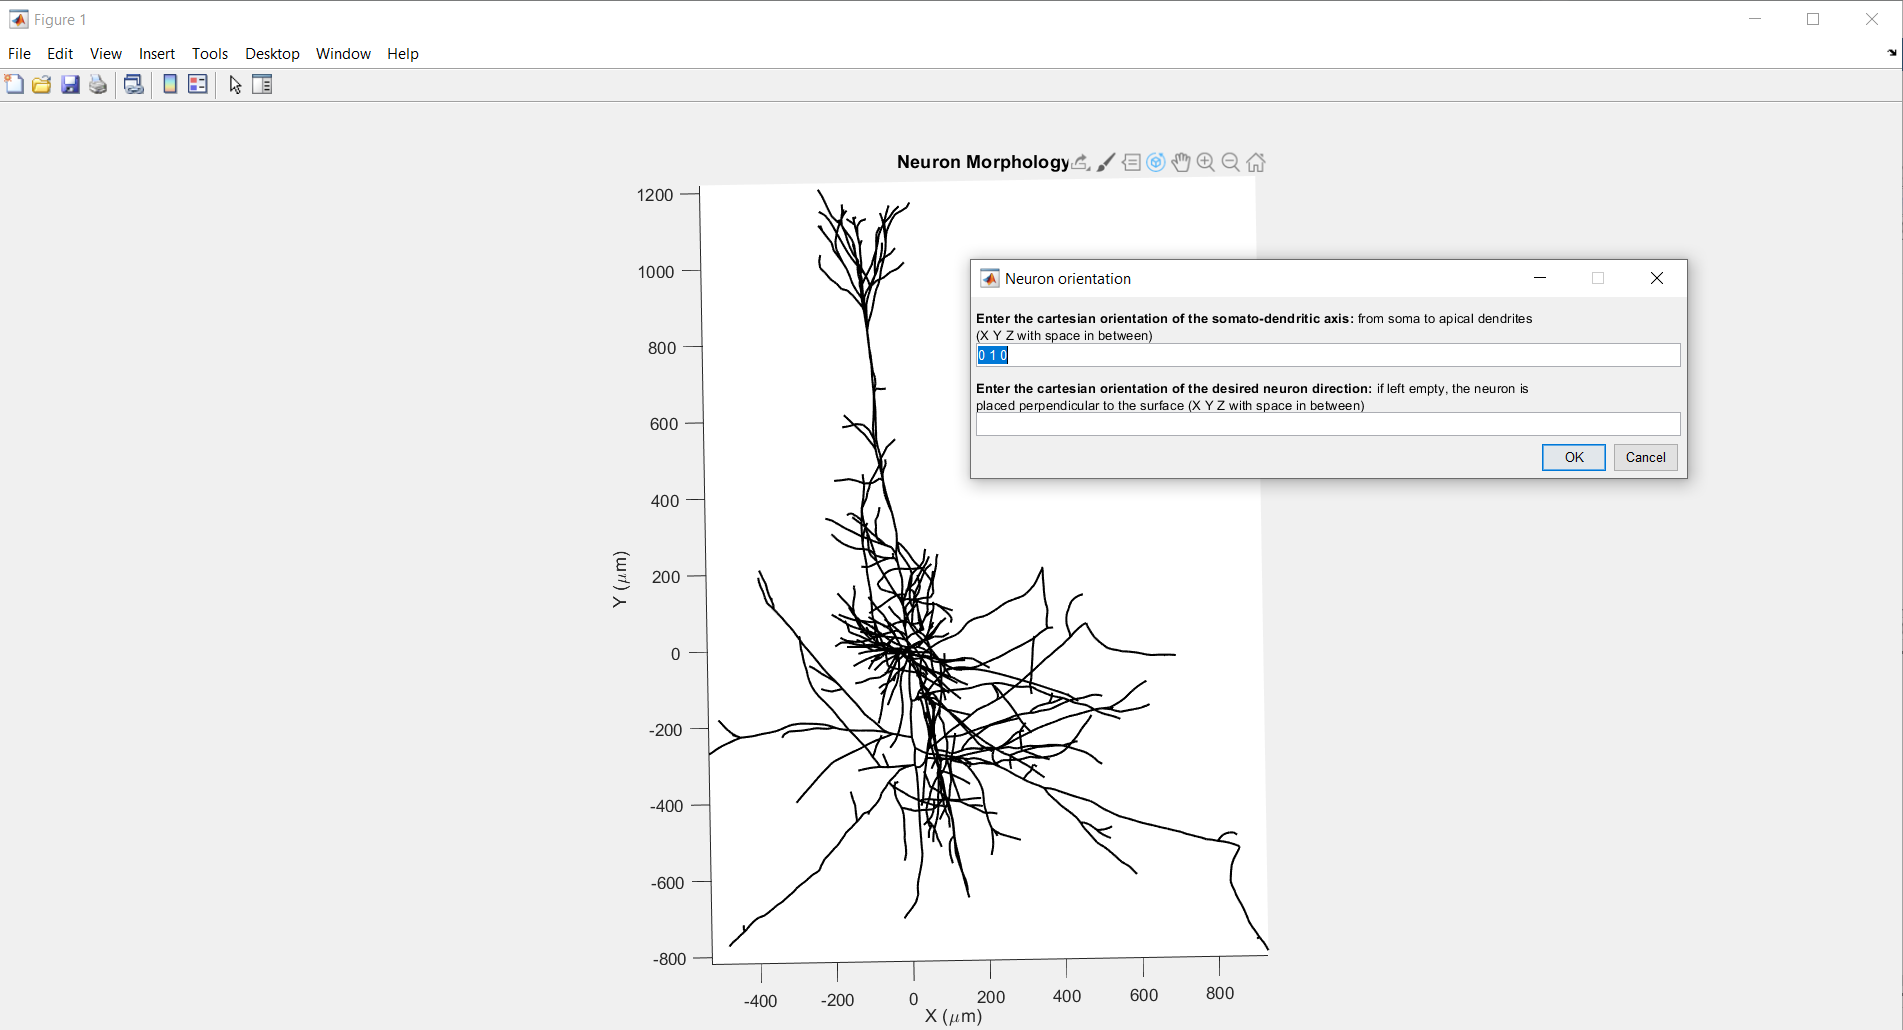 Figure 1
File Edit View Insert Tools Desktop Window Help
Neuron Morphology
1200
1000
800
600
400
200
0
-200
-400
-600
-800
Y (μm)
-400 -200 0 200 400 600 800
X (μm)
Neuron orientation
Enter the cartesian orientation of the somato-dendritic axis: from soma to apical dendrites
(X Y Z with space in between)
0 1 0
Enter the cartesian orientation of the desired neuron direction: if left empty, the neuron is
placed perpendicular to the surface (X Y Z with space in between)
OK Cancel